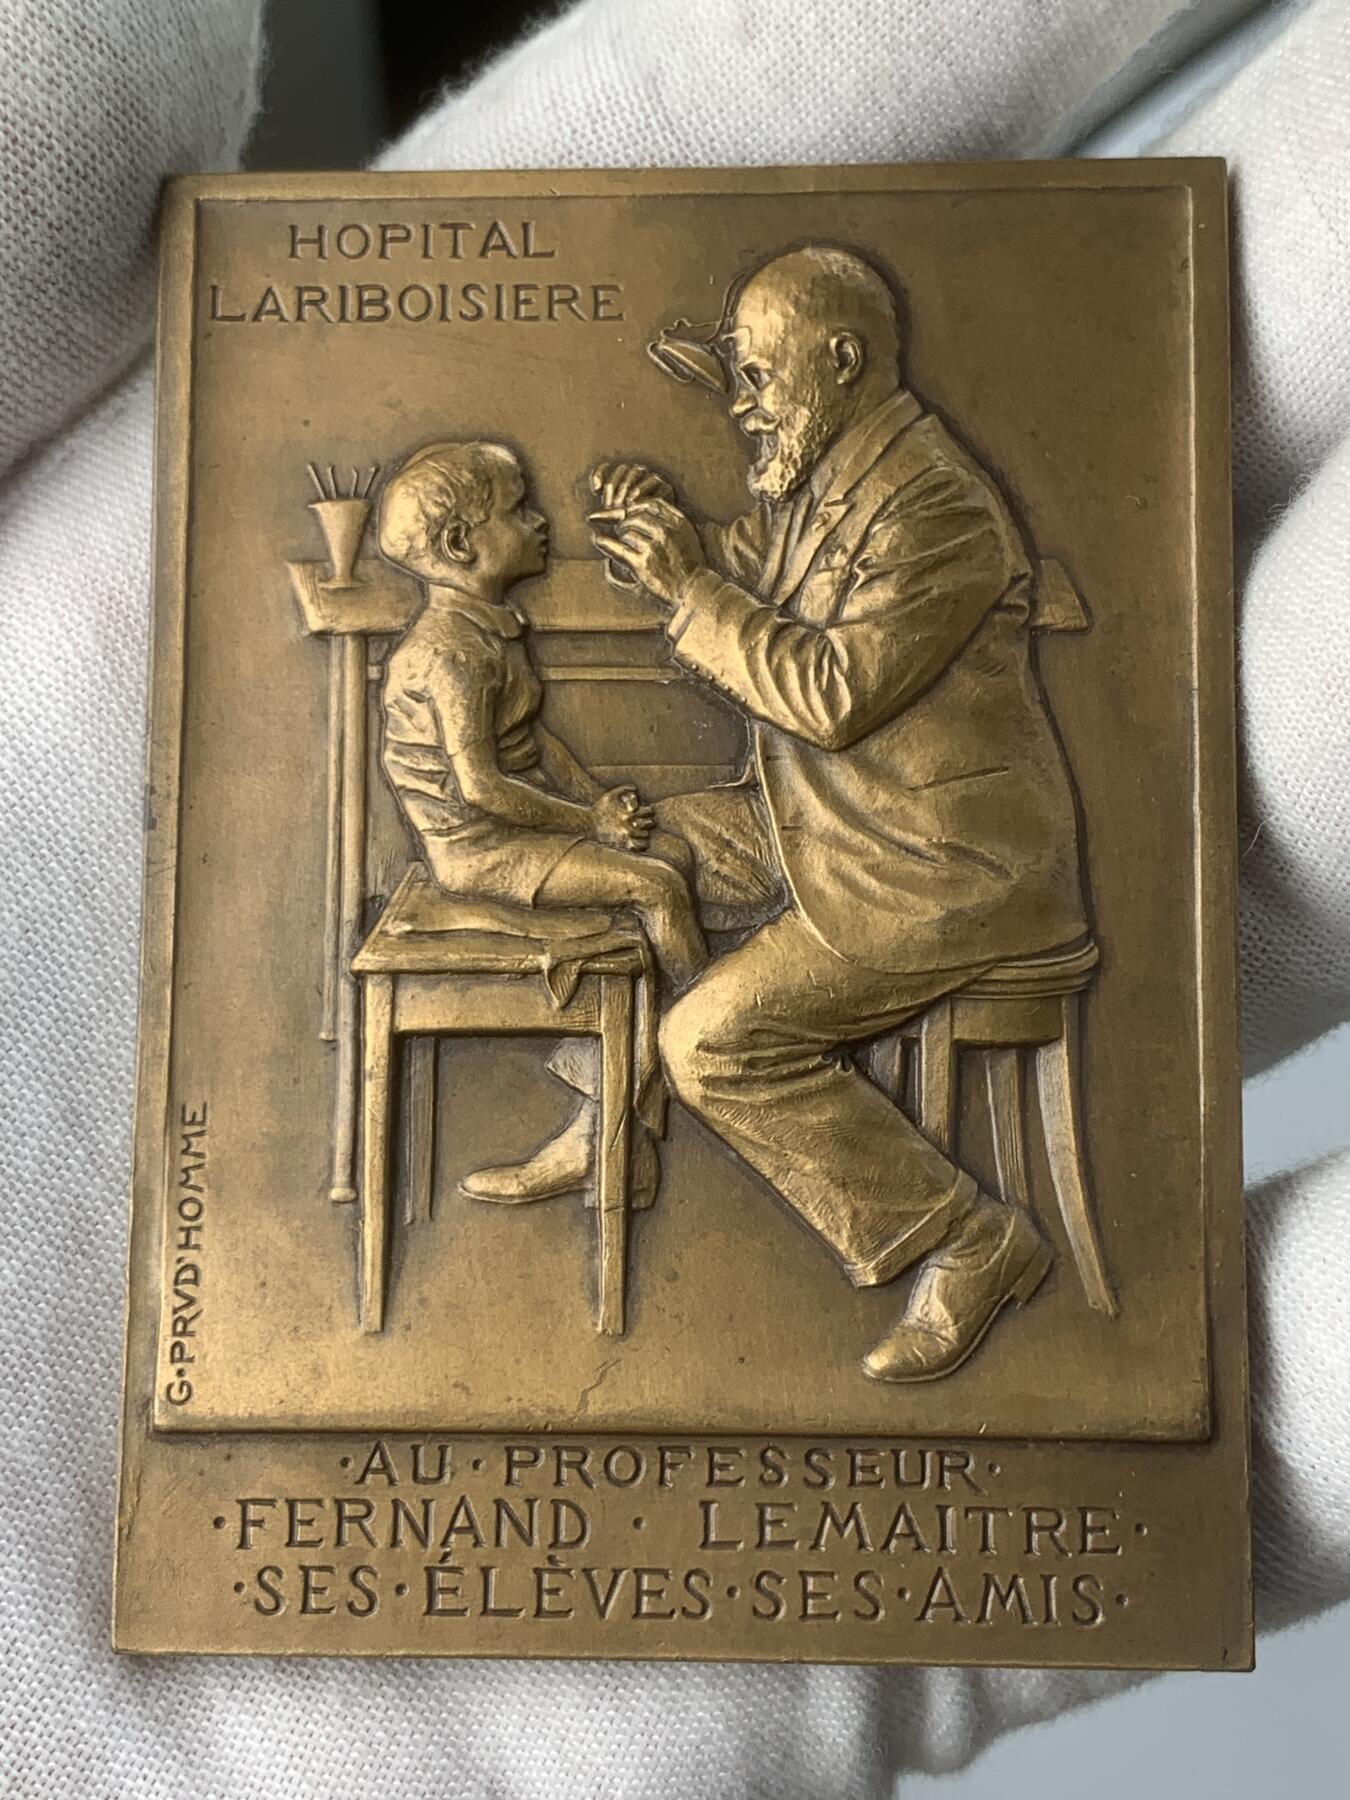 HOPITAL
LARIBOISIERE
G·PRVD'HOMME
·AU·PROFESSEUR·
·FERNAND · LEMAITRE·
·SES·ÉLÈVES·SES·AMIS·